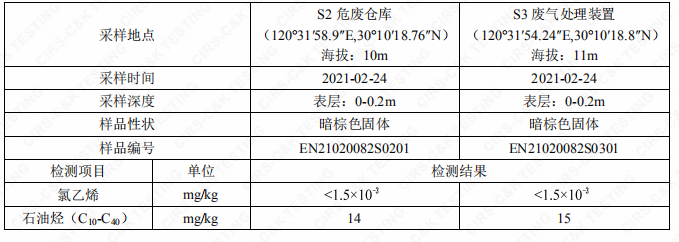 采样地点 S2 危废仓库 S3 废气处理装置
(120°31′58.9″E,30°10′18.76″N) (120°31′54.24″E,30°10′18.8″N)
海拔：10m 海拔：11m
采样时间 2021-02-24 2021-02-24
采样深度 表层：0-0.2m 表层：0-0.2m
样品性状 暗棕色固体 暗棕色固体
样品编号 EN21020082S0201 EN21020082S0301
检测项目 单位 检测结果
氯乙烯 mg/kg <1.5×10⁻³ <1.5×10⁻³
石油烃（C₁₀-C₄₀） mg/kg 14 15